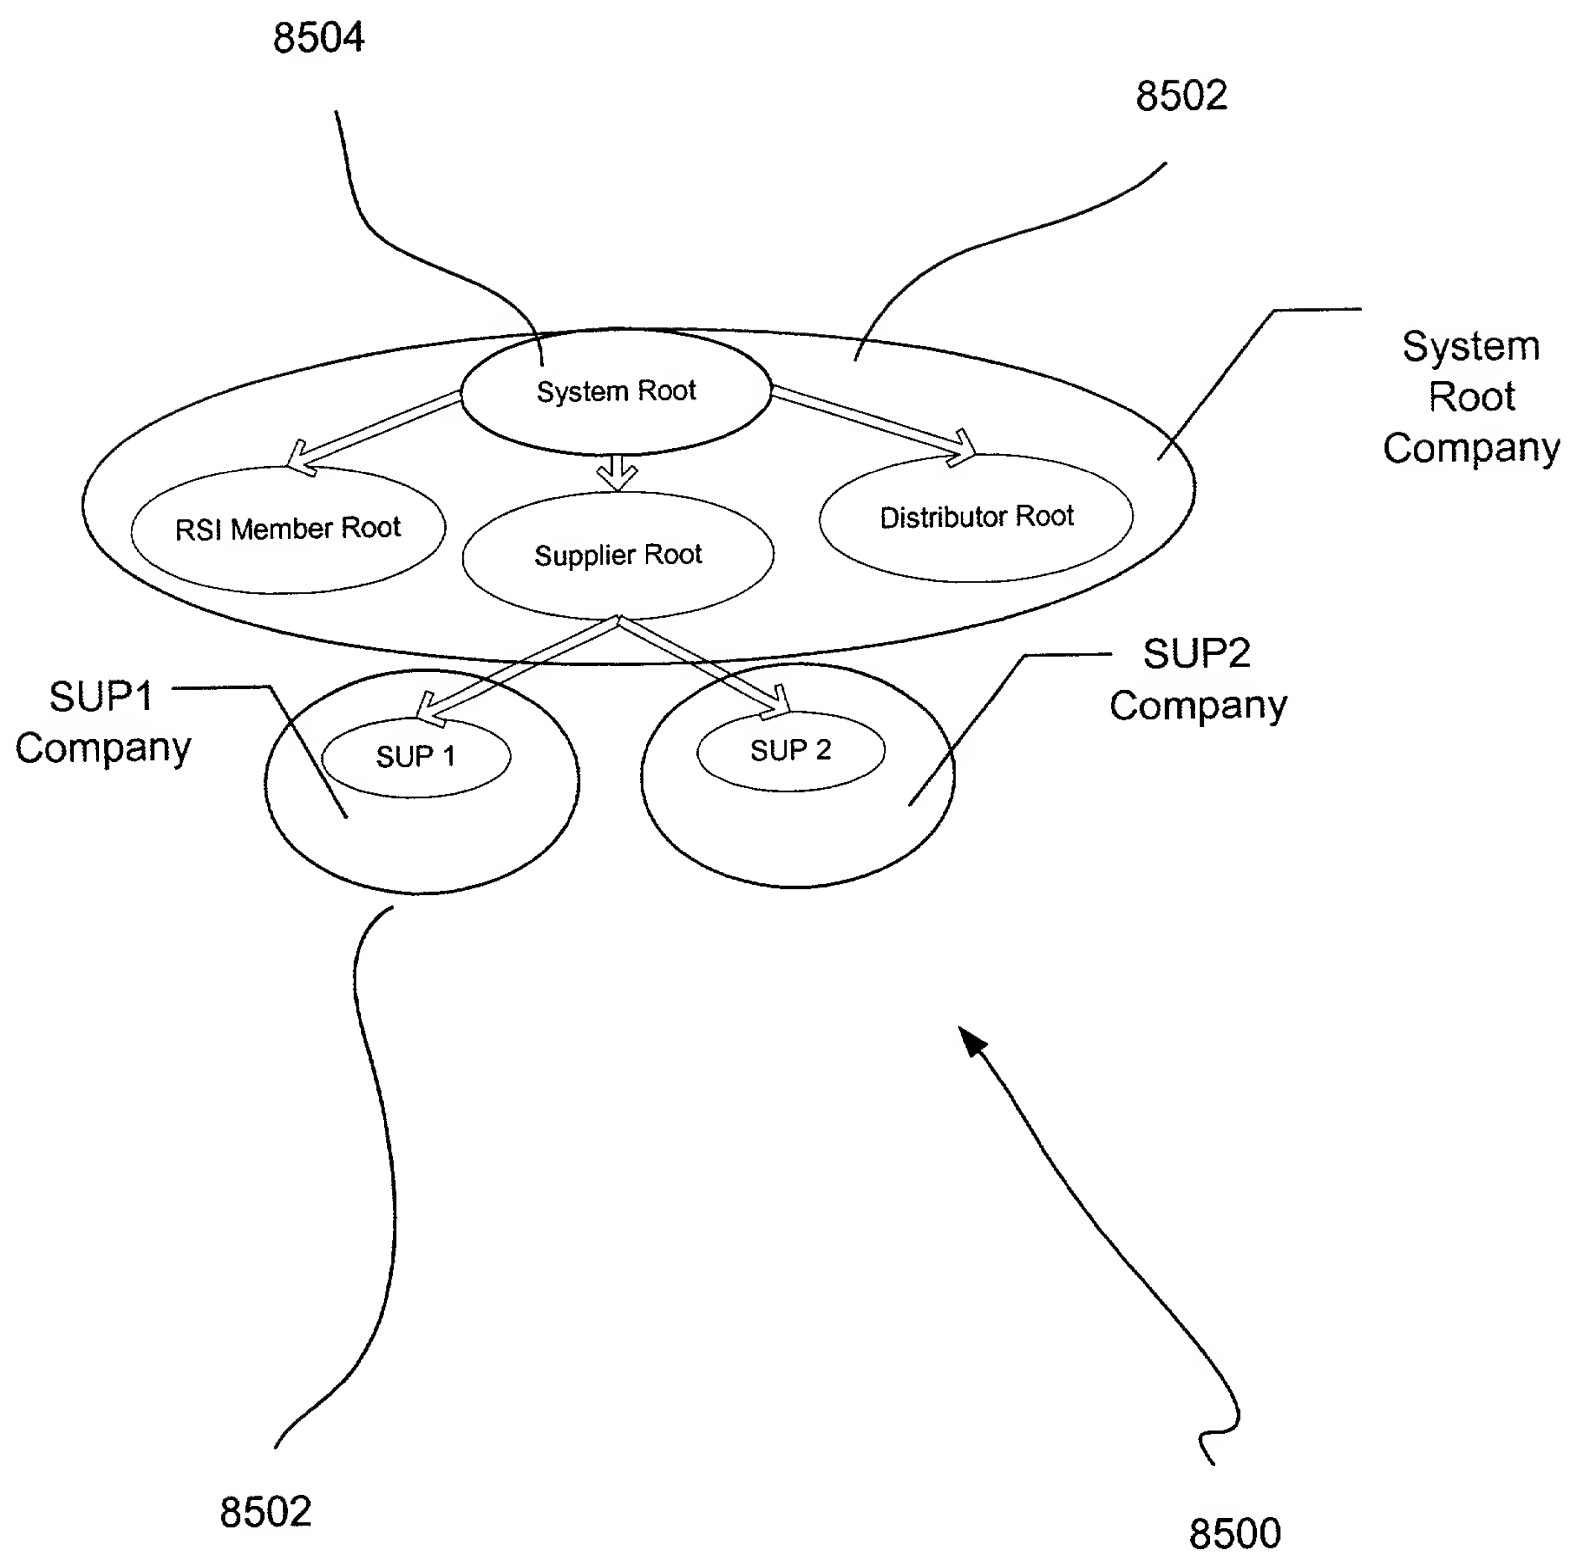 8504
8502
System Root
System
Root
Company
RSI Member Root
Supplier Root
Distributor Root
SUP1
Company
SUP 1
SUP 2
SUP2
Company
8502
8500